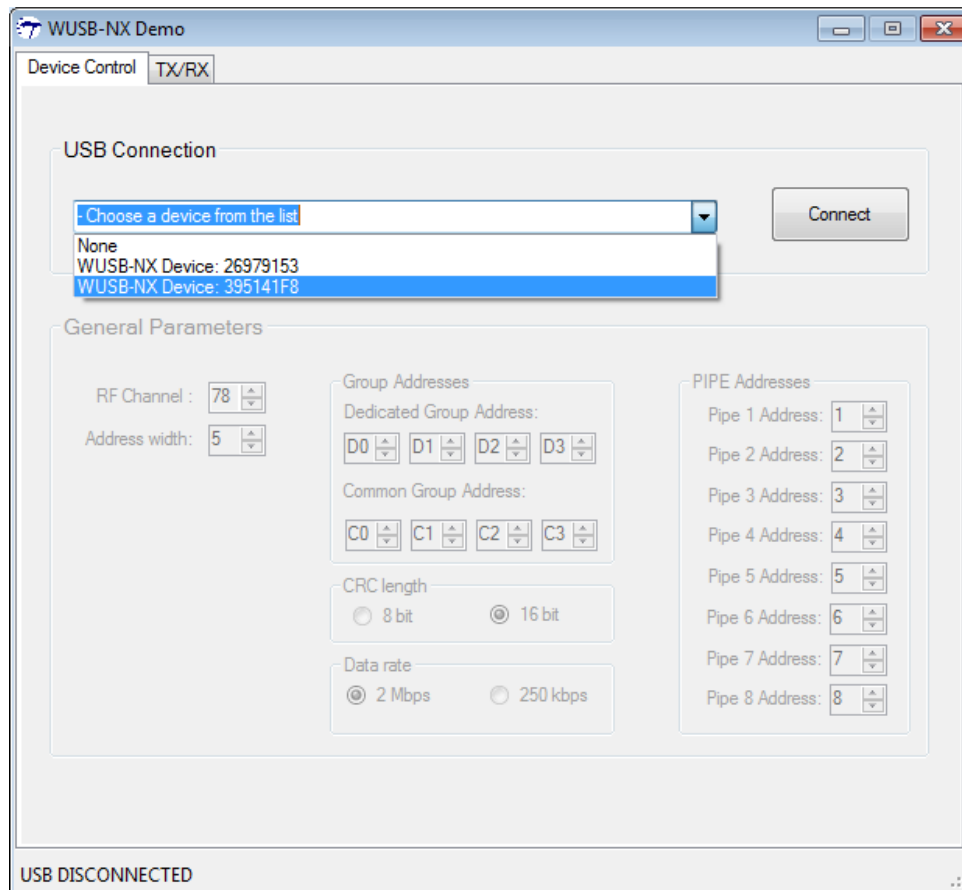 WUSB-NX Demo
Device Control TX/RX
USB Connection
- Choose a device from the list
Connect
None
WUSB-NX Device: 26979153
WUSB-NX Device: 395141F8
General Parameters
RF Channel : 78
Address width: 5
Group Addresses
Dedicated Group Address:
D0 D1 D2 D3
Common Group Address:
C0 C1 C2 C3
CRC length
8 bit 16 bit
Data rate
2 Mbps 250 kbps
PIPE Addresses
Pipe 1 Address: 1
Pipe 2 Address: 2
Pipe 3 Address: 3
Pipe 4 Address: 4
Pipe 5 Address: 5
Pipe 6 Address: 6
Pipe 7 Address: 7
Pipe 8 Address: 8
USB DISCONNECTED